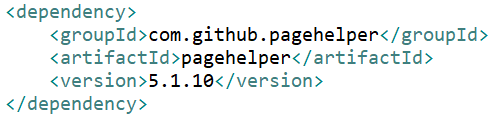 <dependency>
    <groupId>com.github.pagehelper</groupId>
    <artifactId>pagehelper</artifactId>
    <version>5.1.10</version>
</dependency>